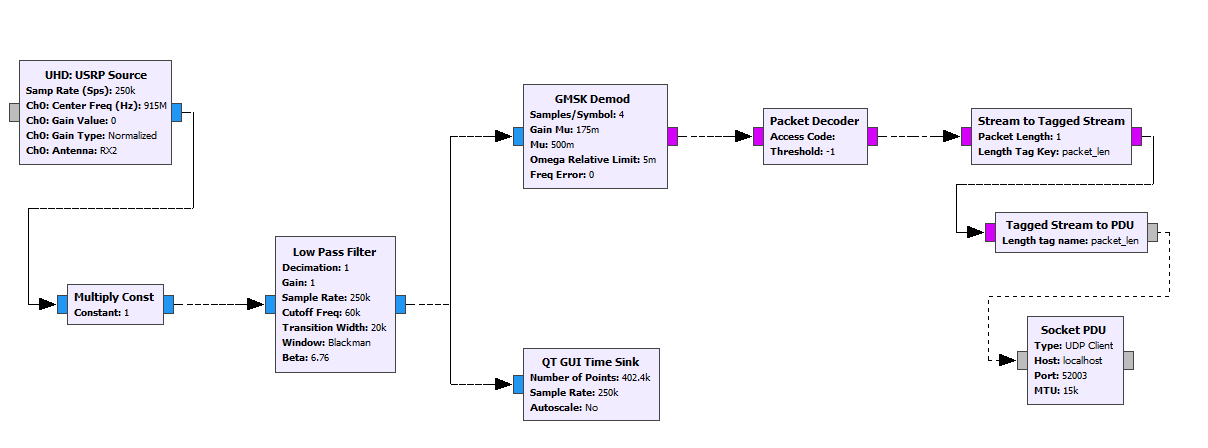 UHD: USRP Source
Samp Rate (Sps): 250k
Ch0: Center Freq (Hz): 915M
Ch0: Gain Value: 0
Ch0: Gain Type: Normalized
Ch0: Antenna: RX2
Multiply Const
Constant: 1
Low Pass Filter
Decimation: 1
Gain: 1
Sample Rate: 250k
Cutoff Freq: 60k
Transition Width: 20k
Window: Blackman
Beta: 6.76
GMSK Demod
Samples/Symbol: 4
Gain Mu: 175m
Mu: 500m
Omega Relative Limit: 5m
Freq Error: 0
QT GUI Time Sink
Number of Points: 402.4k
Sample Rate: 250k
Autoscale: No
Packet Decoder
Access Code:
Threshold: -1
Stream to Tagged Stream
Packet Length: 1
Length Tag Key: packet_len
Tagged Stream to PDU
Length tag name: packet_len
Socket PDU
Type: UDP Client
Host: localhost
Port: 52003
MTU: 15k